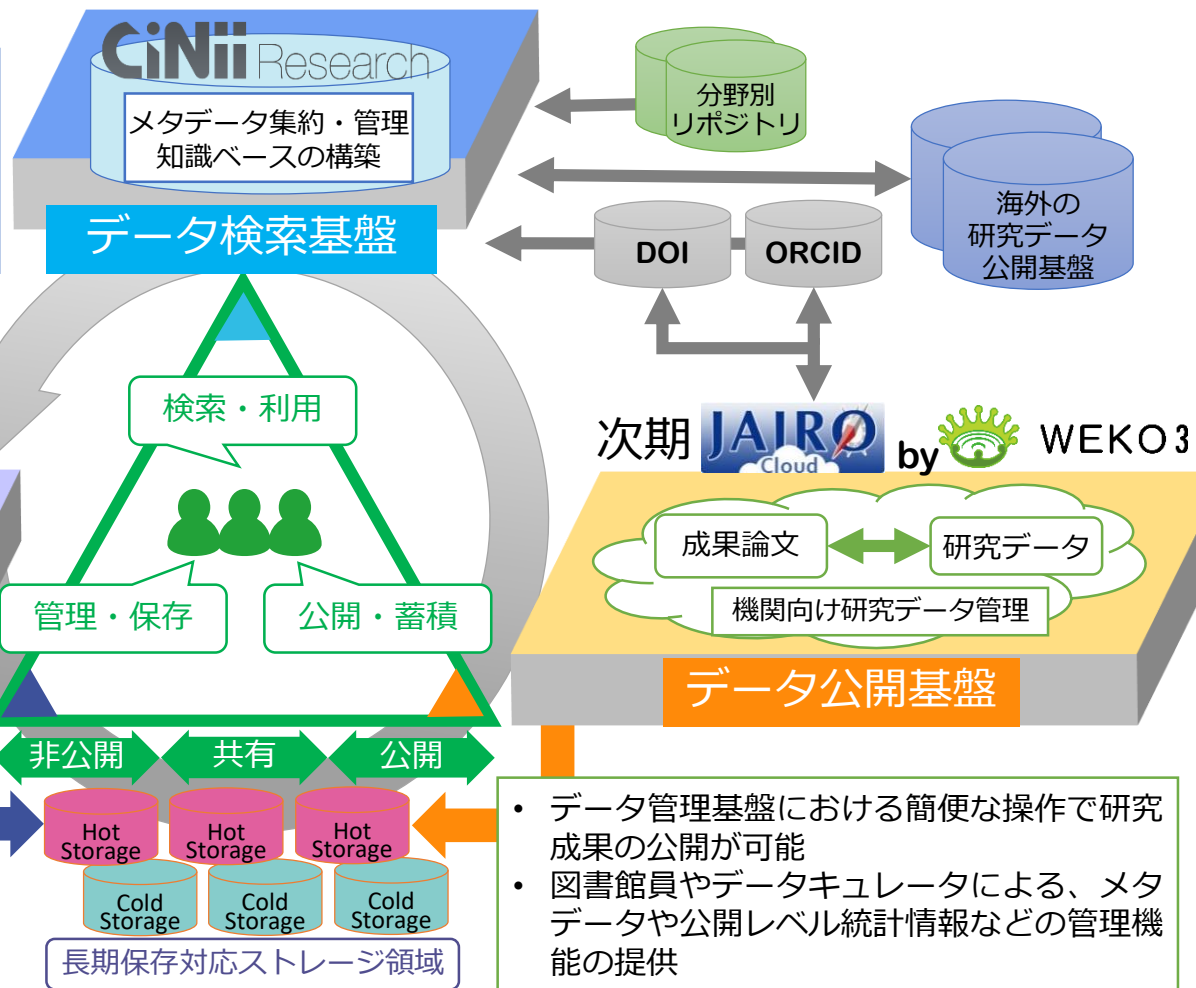 CiNii Research
メタデータ集約・管理
知識ベースの構築
データ検索基盤
分野別
リポジトリ
海外の
研究データ
公開基盤
DOI
ORCID
検索・利用
管理・保存
公開・蓄積
次期 JAIRO Cloud by WEKO3
成果論文
研究データ
機関向け研究データ管理
データ公開基盤
非公開
共有
公開
Hot
Storage
Hot
Storage
Hot
Storage
Cold
Storage
Cold
Storage
Cold
Storage
長期保存対応ストレージ領域
• データ管理基盤における簡便な操作で研究
成果の公開が可能
• 図書館員やデータキュレータによる、メタ
データや公開レベル統計情報などの管理機
能の提供